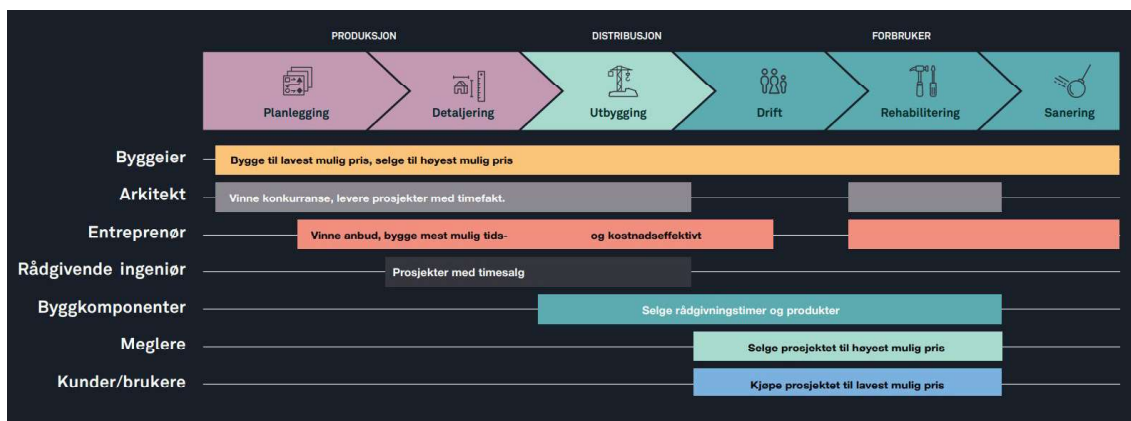 PRODUKSJON DISTRIBUSJON FORBRUKER
Planlegging Detaljering Utbygging Drift Rehabilitering Sanering
Byggeier Bygge til lavest mulig pris, selge til høyest mulig pris
Arkitekt Vinne konkurranse, levere prosjekter med timefakt.
Entreprenør Vinne anbud, bygge mest mulig tids- og kostnadseffektivt
Rådgivende ingeniør Prosjekter med timesalg
Byggkomponenter Selge rådgivningstimer og produkter
Meglere Selge prosjektet til høyest mulig pris
Kunder/brukere Kjøpe prosjektet til lavest mulig pris